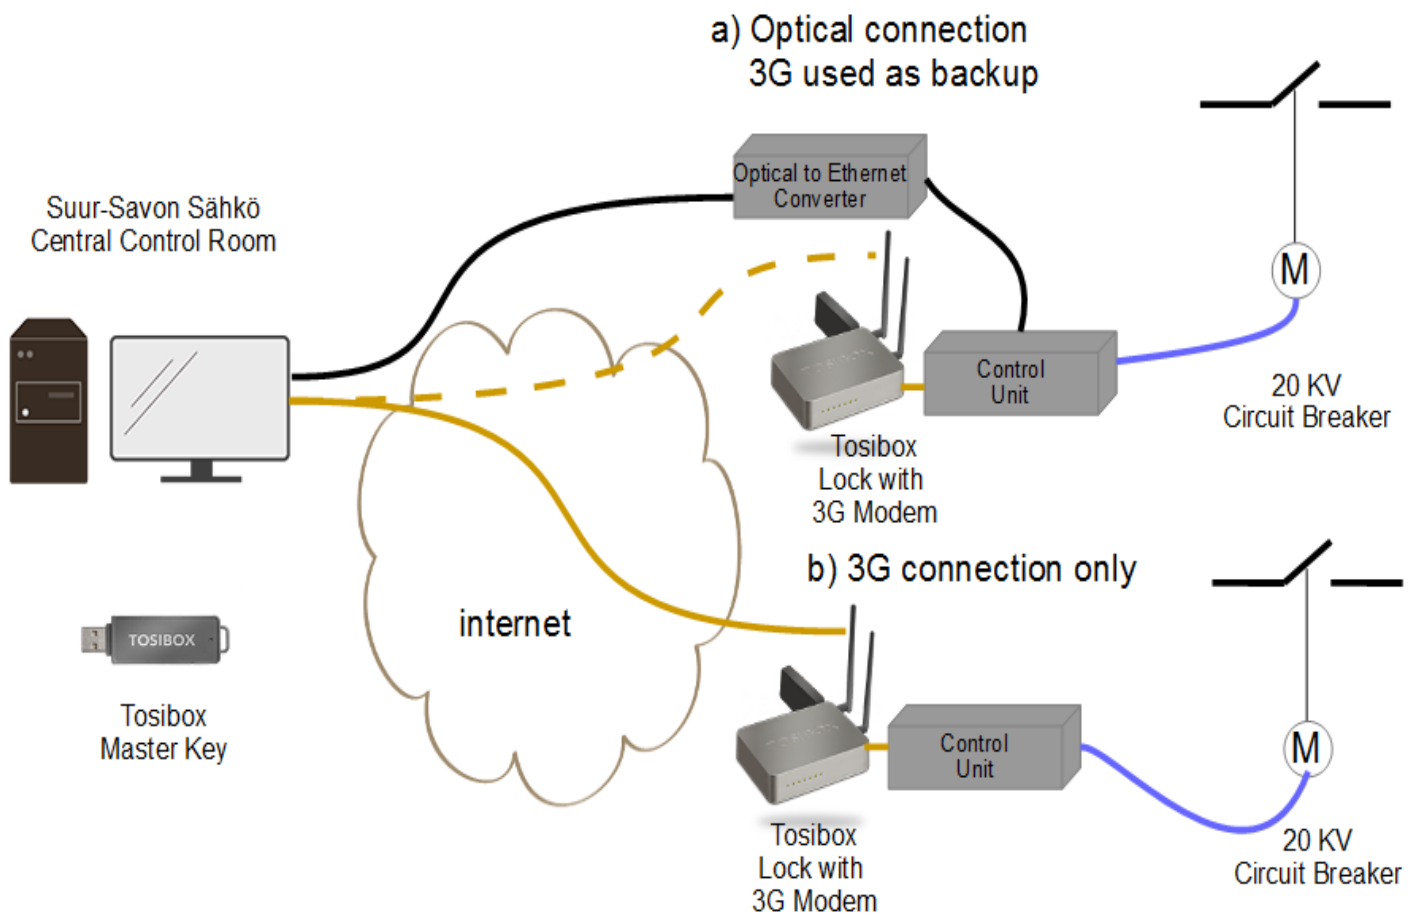 a) Optical connection
3G used as backup
Optical to Ethernet
Converter
Suur-Savon Sähkö
Central Control Room
M
TOSIBOX
Control
Unit
20 KV
Circuit Breaker
Tosibox
Lock with
3G Modem
b) 3G connection only
internet
TOSIBOX
Tosibox
Master Key
TOSIBOX
Control
Unit
M
Tosibox
Lock with
3G Modem
20 KV
Circuit Breaker